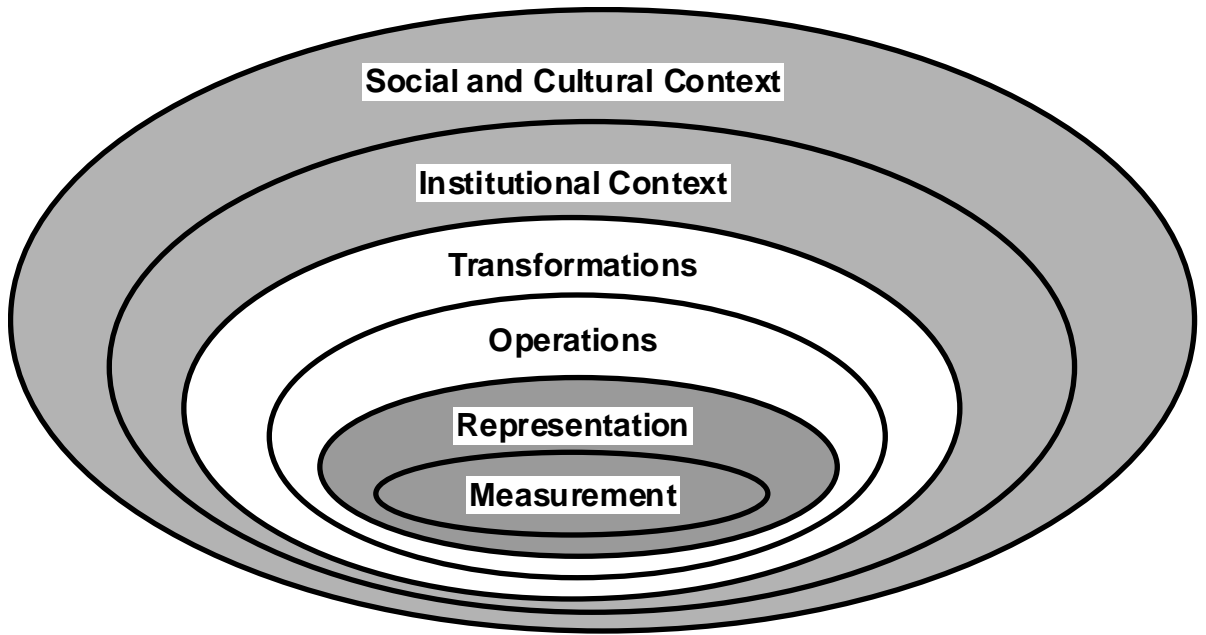 Social and Cultural Context
Institutional Context
Transformations
Operations
Representation
Measurement